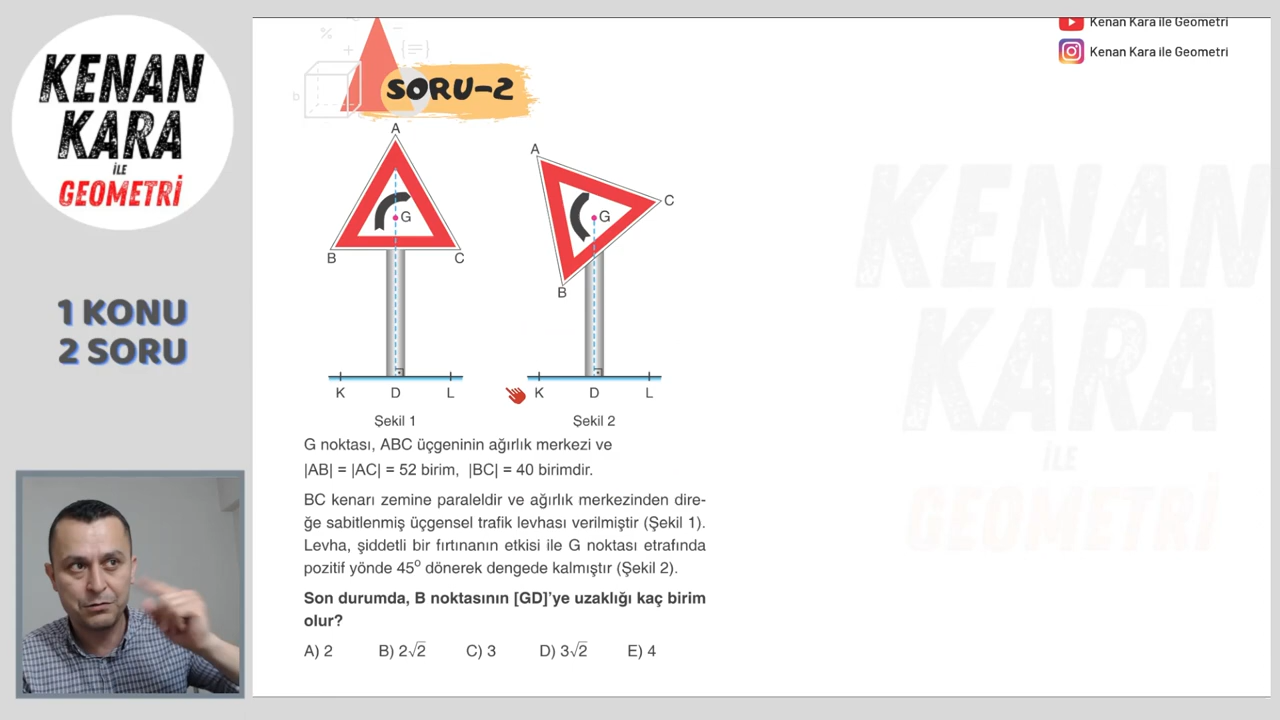 KENAN
KARA
İLE
GEOMETRİ
1 KONU
2 SORU
Kenan Kara ile Geometri
Kenan Kara ile Geometri
SORU-2
A
G
B
C
K
D
L
Şekil 1
A
C
G
B
K
D
L
Şekil 2
G noktası, ABC üçgeninin ağırlık merkezi ve
|AB| = |AC| = 52 birim, |BC| = 40 birimdir.
BC kenarı zemine paraleldir ve ağırlık merkezinden dire-
ğe sabitlenmiş üçgensel trafik levhası verilmiştir (Şekil 1).
Levha, şiddetli bir fırtınanın etkisi ile G noktası etrafında
pozitif yönde 45° dönerek dengede kalmıştır (Şekil 2).
Son durumda, B noktasının [GD]'ye uzaklığı kaç birim
olur?
A) 2 B) 2√2 C) 3 D) 3√2 E) 4
KENAN
KARA
İLE
GEOMETRİ